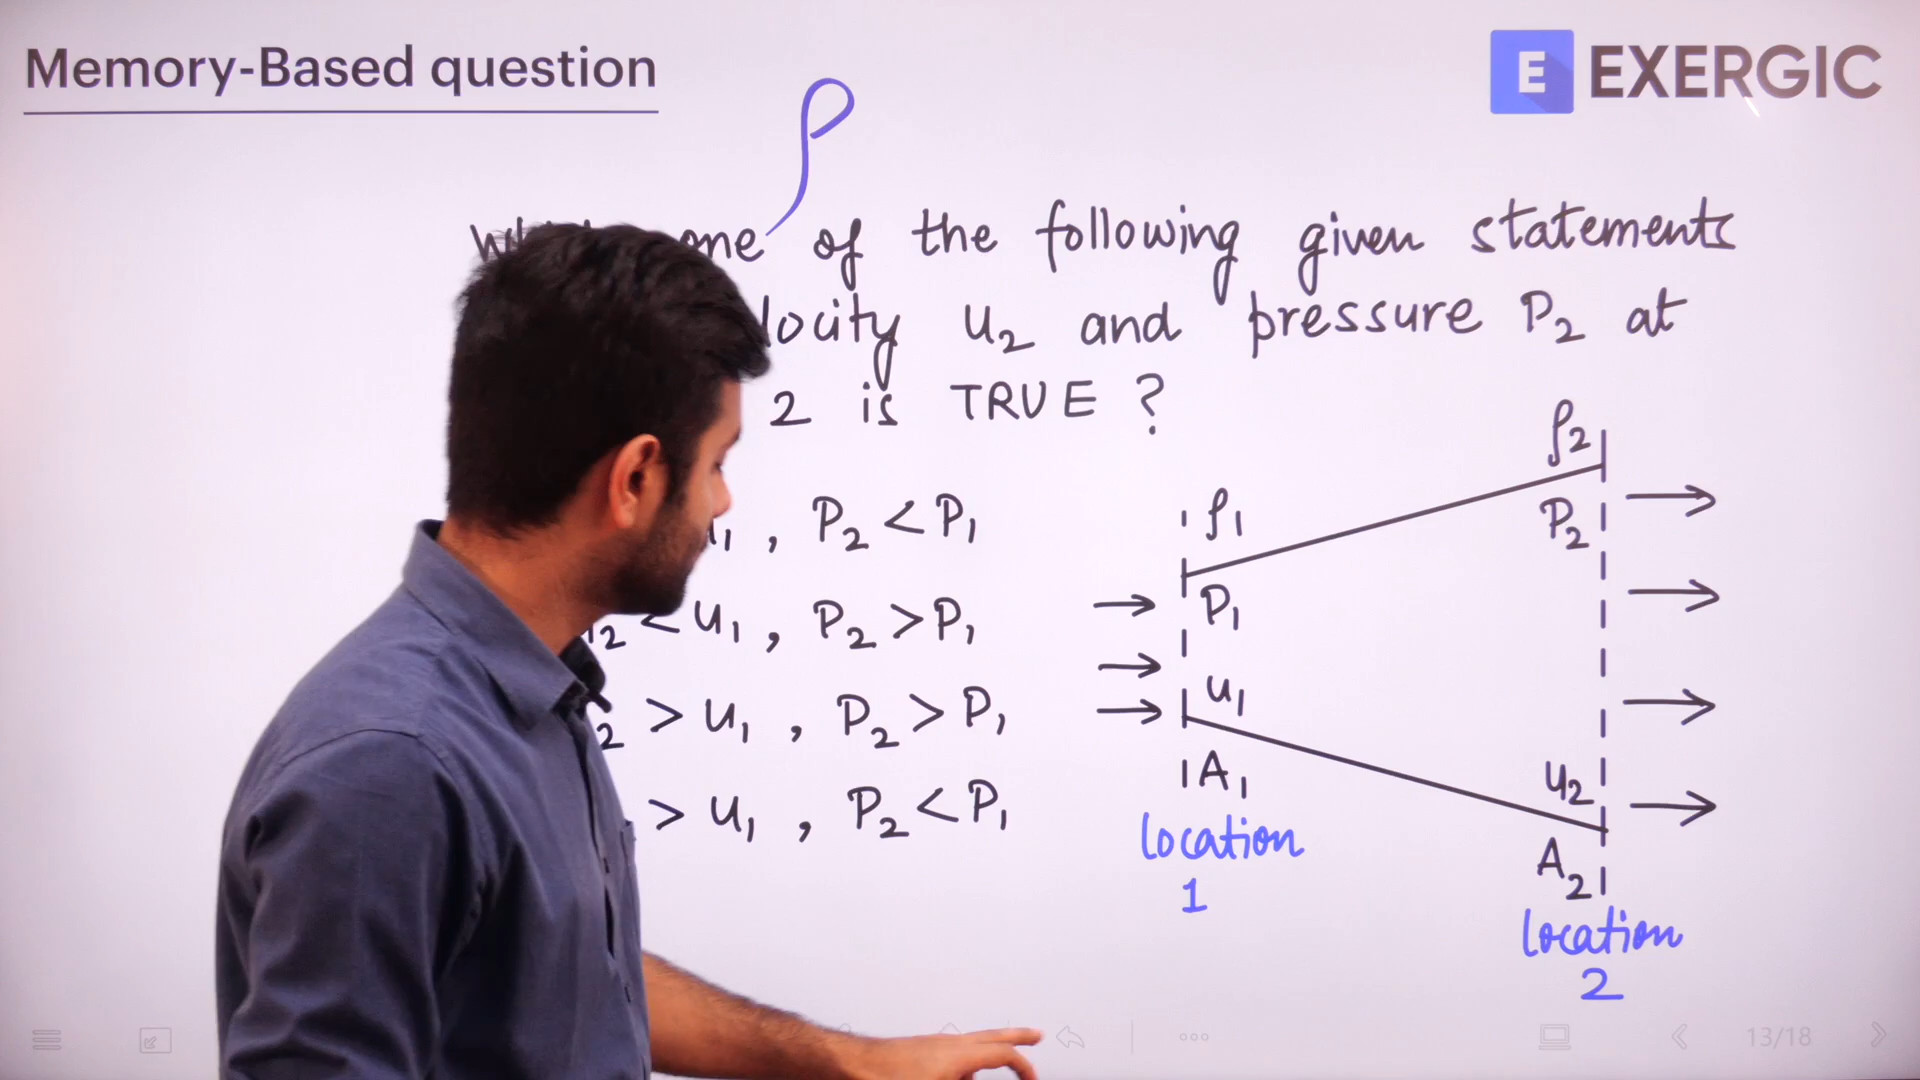 Memory-Based question
E EXERGIC
ρ
one of the following given statements
u₂ and pressure P₂ at
2 is TRUE ?
, P₂ < P₁
< u₁ , P₂ > P₁
> u₁ , P₂ > P₁
> u₁ , P₂ < P₁
ρ₁
P₁
u₁
A₁
location
1
ρ₂
P₂
u₂
A₂
location
2
13/18